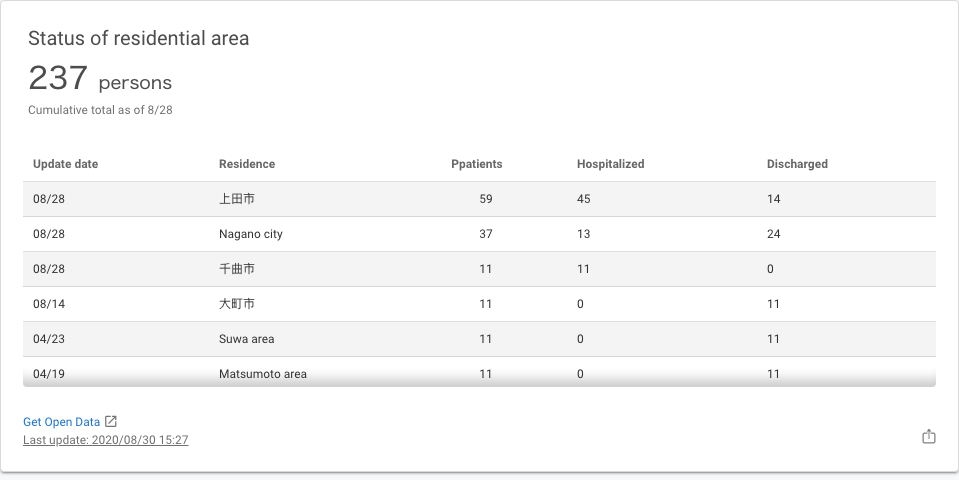 Status of residential area
237 persons
Cumulative total as of 8/28
Update date Residence Ppatients Hospitalized Discharged
08/28 上田市 59 45 14
08/28 Nagano city 37 13 24
08/28 千曲市 11 11 0
08/14 大町市 11 0 11
04/23 Suwa area 11 0 11
04/19 Matsumoto area 11 0 11
Get Open Data
Last update: 2020/08/30 15:27